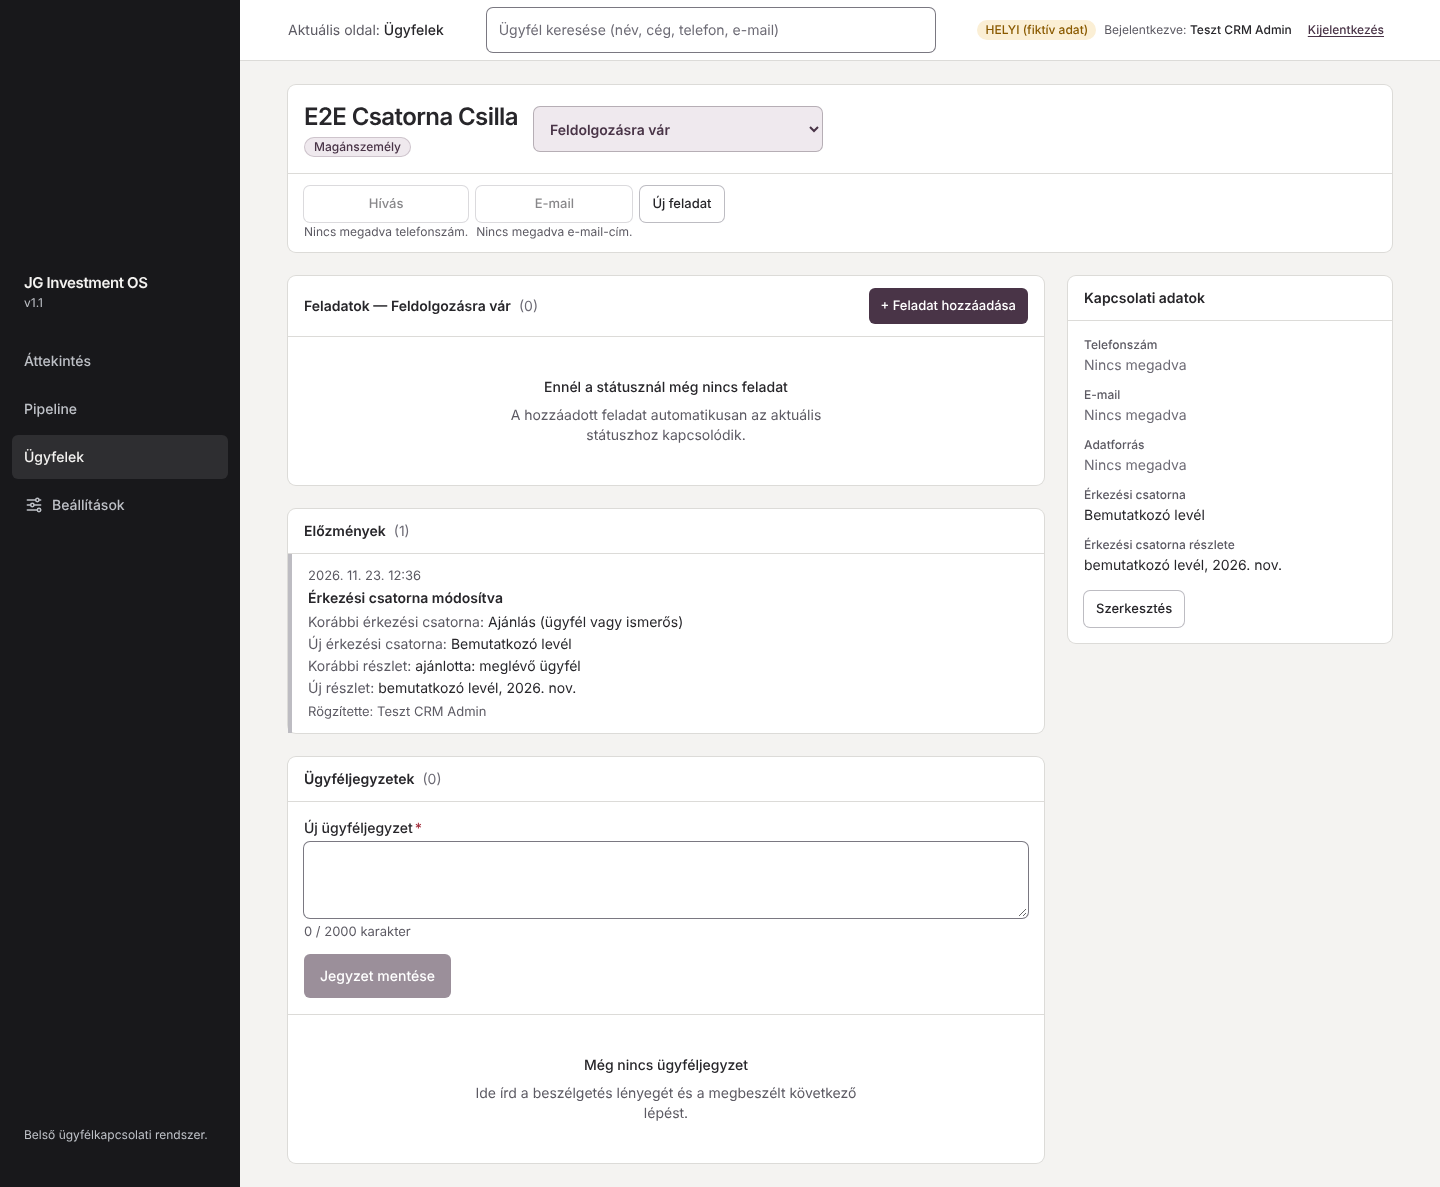 Aktuális oldal: Ügyfelek
Ügyfél keresése (név, cég, telefon, e-mail)
HELYI (fiktív adat)
Bejelentkezve: Teszt CRM Admin
Kijelentkezés
JG Investment OS
v1.1
Áttekintés
Pipeline
Ügyfelek
Beállítások
Belső ügyfélkapcsolati rendszer.
E2E Csatorna Csilla
Magánszemély
Feldolgozásra vár
Hívás
E-mail
Új feladat
Nincs megadva telefonszám.
Nincs megadva e-mail-cím.
Feladatok — Feldolgozásra vár (0)
+ Feladat hozzáadása
Ennél a státusznál még nincs feladat
A hozzáadott feladat automatikusan az aktuális
státuszhoz kapcsolódik.
Előzmények (1)
2026. 11. 23. 12:36
Érkezési csatorna módosítva
Korábbi érkezési csatorna: Ajánlás (ügyfél vagy ismerős)
Új érkezési csatorna: Bemutatkozó levél
Korábbi részlet: ajánlotta: meglévő ügyfél
Új részlet: bemutatkozó levél, 2026. nov.
Rögzítette: Teszt CRM Admin
Ügyféljegyzetek (0)
Új ügyféljegyzet *
0 / 2000 karakter
Jegyzet mentése
Még nincs ügyféljegyzet
Ide írd a beszélgetés lényegét és a megbeszélt következő
lépést.
Kapcsolati adatok
Telefonszám
Nincs megadva
E-mail
Nincs megadva
Adatforrás
Nincs megadva
Érkezési csatorna
Bemutatkozó levél
Érkezési csatorna részlete
bemutatkozó levél, 2026. nov.
Szerkesztés